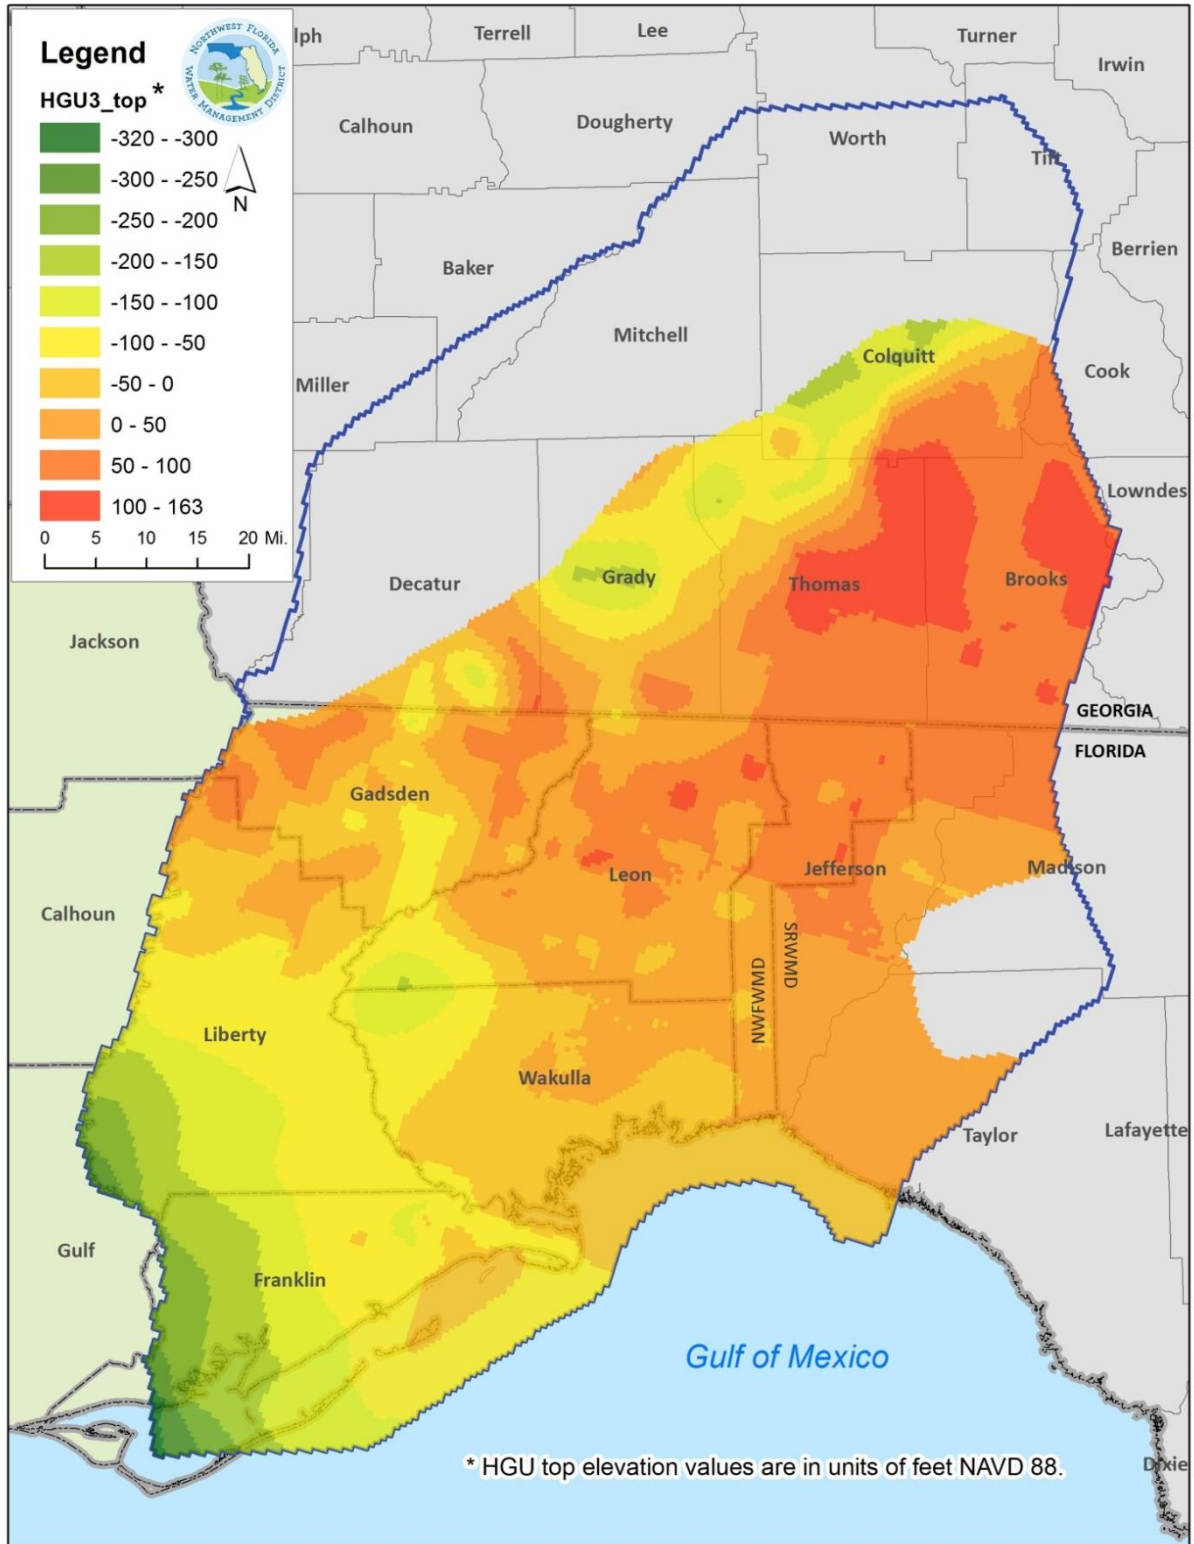 Legend
NORTHWEST FLORIDA
WATER MANAGEMENT DISTRICT
HGU3_top *
-320 - -300
-300 - -250
-250 - -200
-200 - -150
-150 - -100
-100 - -50
-50 - 0
0 - 50
50 - 100
100 - 163
N
0 5 10 15 20 Mi.
lph
Terrell
Lee
Turner
Irwin
Calhoun
Dougherty
Worth
Tift
Berrien
Baker
Mitchell
Colquitt
Cook
Miller
Lowndes
Decatur
Grady
Thomas
Brooks
Jackson
GEORGIA
FLORIDA
Gadsden
Leon
Jefferson
Madison
Calhoun
NWFWMD
SRWMD
Liberty
Wakulla
Taylor
Lafayette
Gulf
Franklin
Gulf of Mexico
* HGU top elevation values are in units of feet NAVD 88.
Dixie